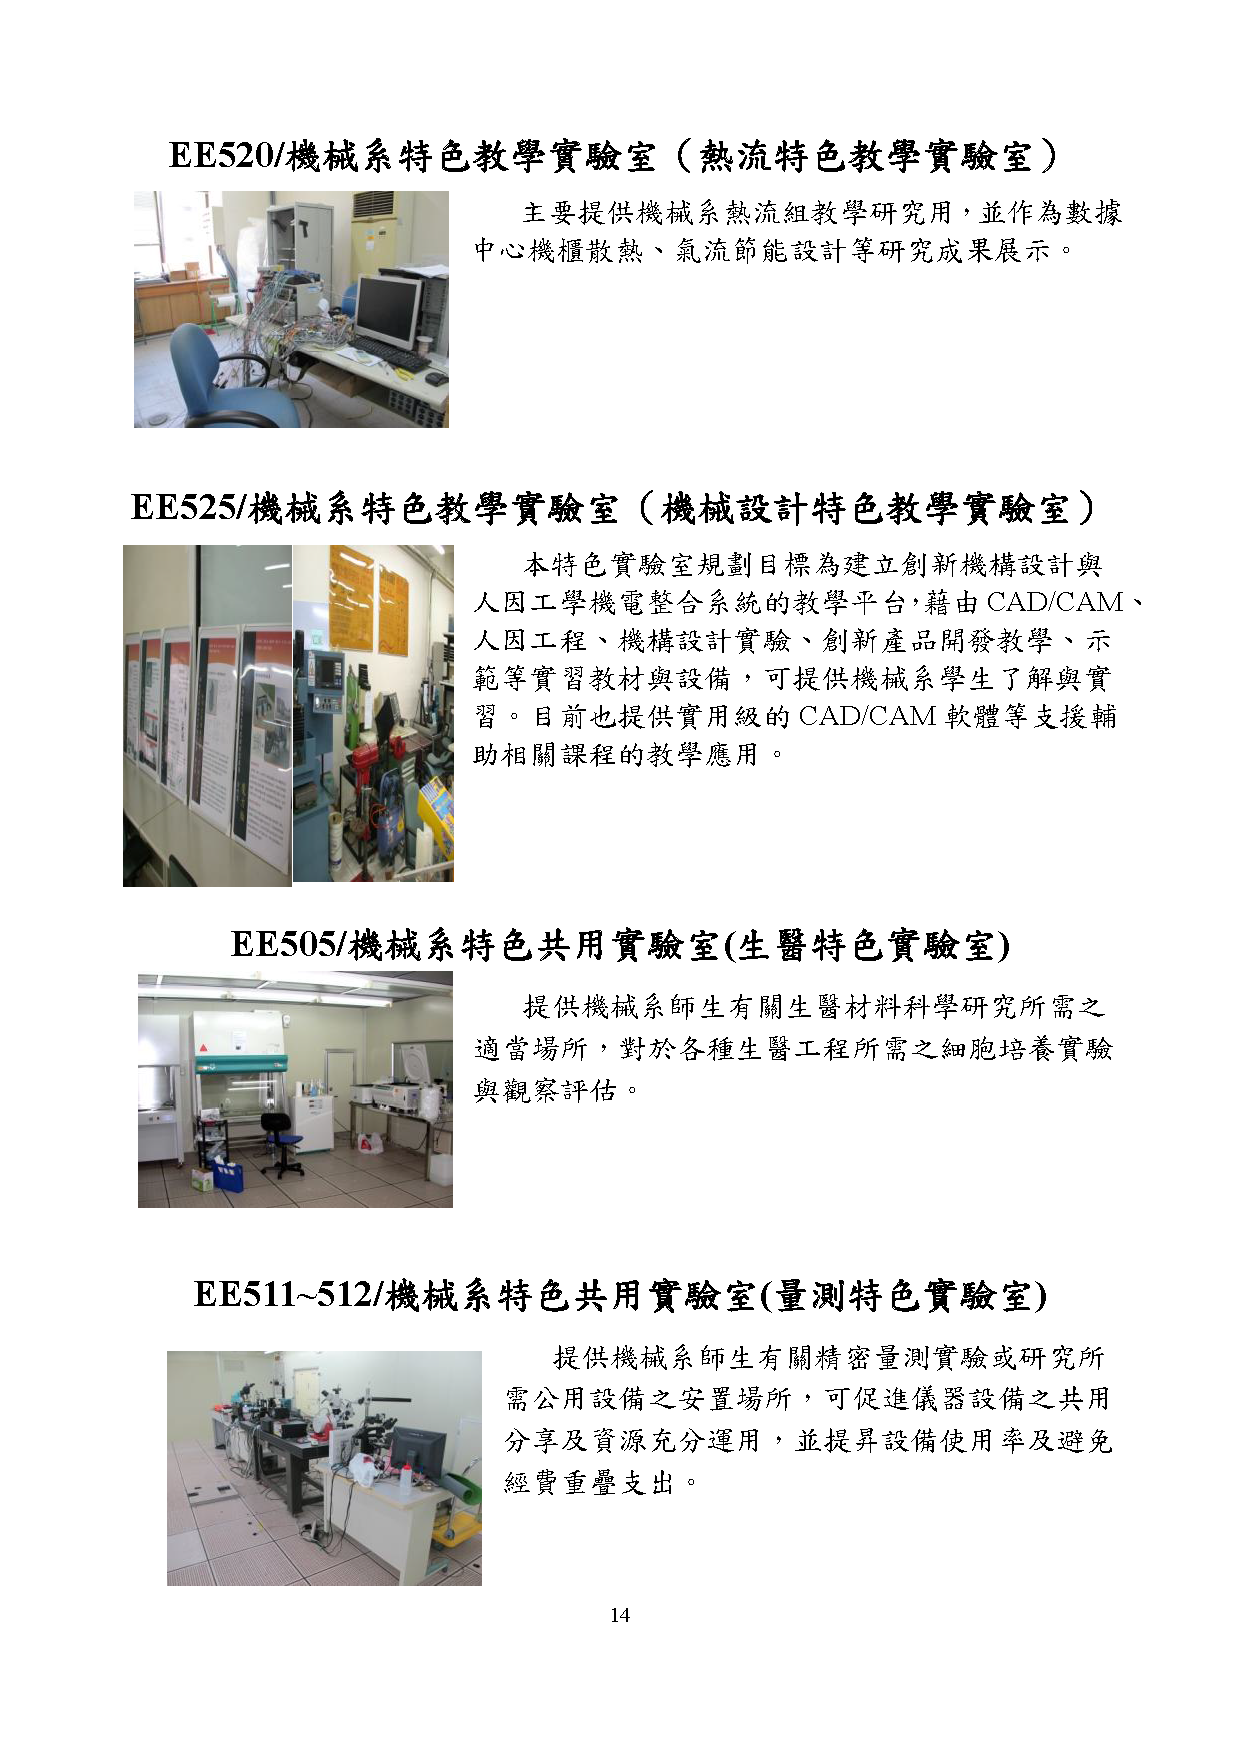 EE520/機械系特色教學實驗室（熱流特色教學實驗室）
主要提供機械系熱流組教學研究用，並作為數據
中心機櫃散熱、氣流節能設計等研究成果展示。
EE525/機械系特色教學實驗室（機械設計特色教學實驗室）
本特色實驗室規劃目標為建立創新機構設計與
人因工學機電整合系統的教學平台，藉由 CAD/CAM、
人因工程、機構設計實驗、創新產品開發教學、示
範等實習教材與設備，可提供機械系學生了解與實
習。目前也提供實用級的 CAD/CAM 軟體等支援輔
助相關課程的教學應用。
EE505/機械系特色共用實驗室(生醫特色實驗室)
提供機械系師生有關生醫材料科學研究所需之
適當場所，對於各種生醫工程所需之細胞培養實驗
與觀察評估。
EE511~512/機械系特色共用實驗室(量測特色實驗室)
提供機械系師生有關精密量測實驗或研究所
需公用設備之安置場所，可促進儀器設備之共用
分享及資源充分運用，並提昇設備使用率及避免
經費重疊支出。
14